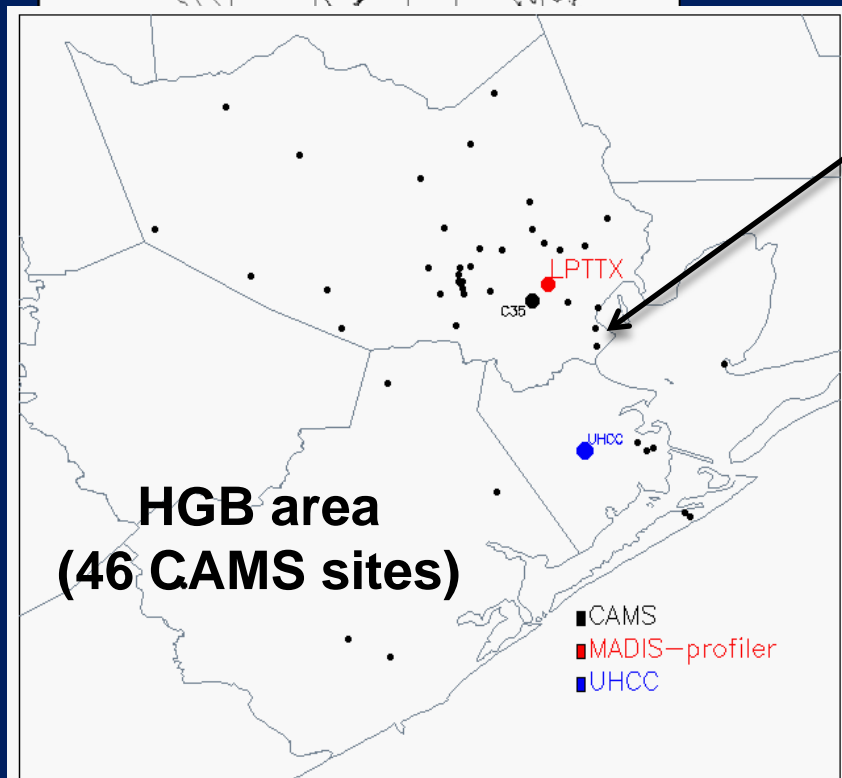 LPTTX
C35
UHCC
HGB area
(46 CAMS sites)
CAMS
MADIS-profiler
UHCC